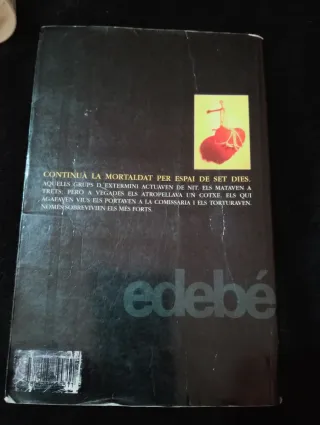 CONTINUÀ LA MORTALDAT PER ESPAI DE SET DIES.
AQUELLS GRUPS D'EXTERMINI ACTUAVEN DE NIT. ELS MATAVEN A
TRETS, PERÒ A VEGADES ELS ATROPELLAVA UN COTXE. ELS QUI
AGAFAVEN VIUS ELS PORTAVEN A LA COMISSARIA I ELS TORTURAVEN.
NOMÉS SOBREVIVIEN ELS MÉS FORTS.
edebé